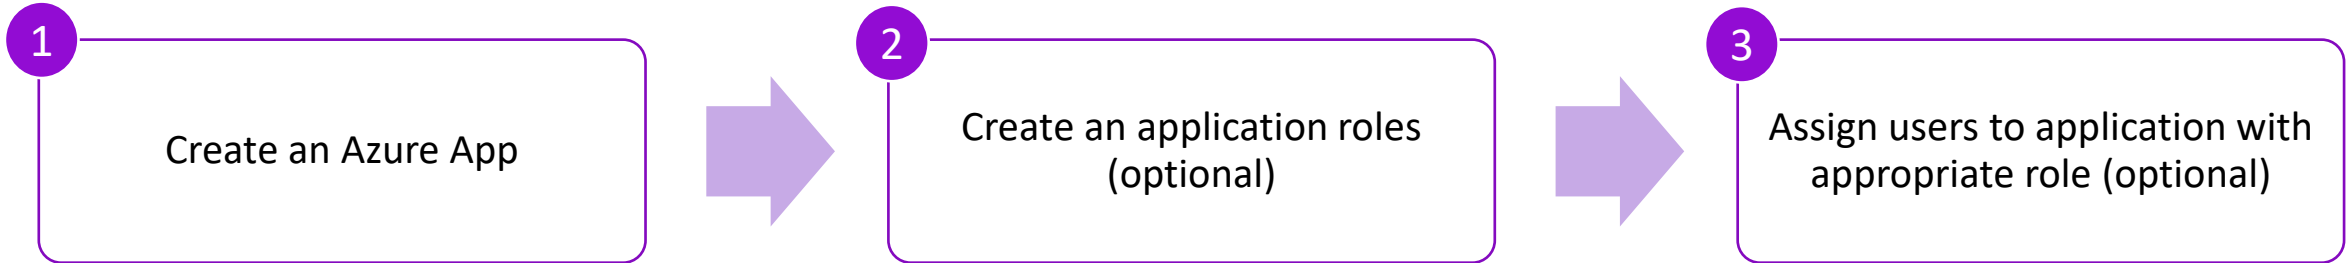 1
Create an Azure App
2
Create an application roles
(optional)
3
Assign users to application with
appropriate role (optional)